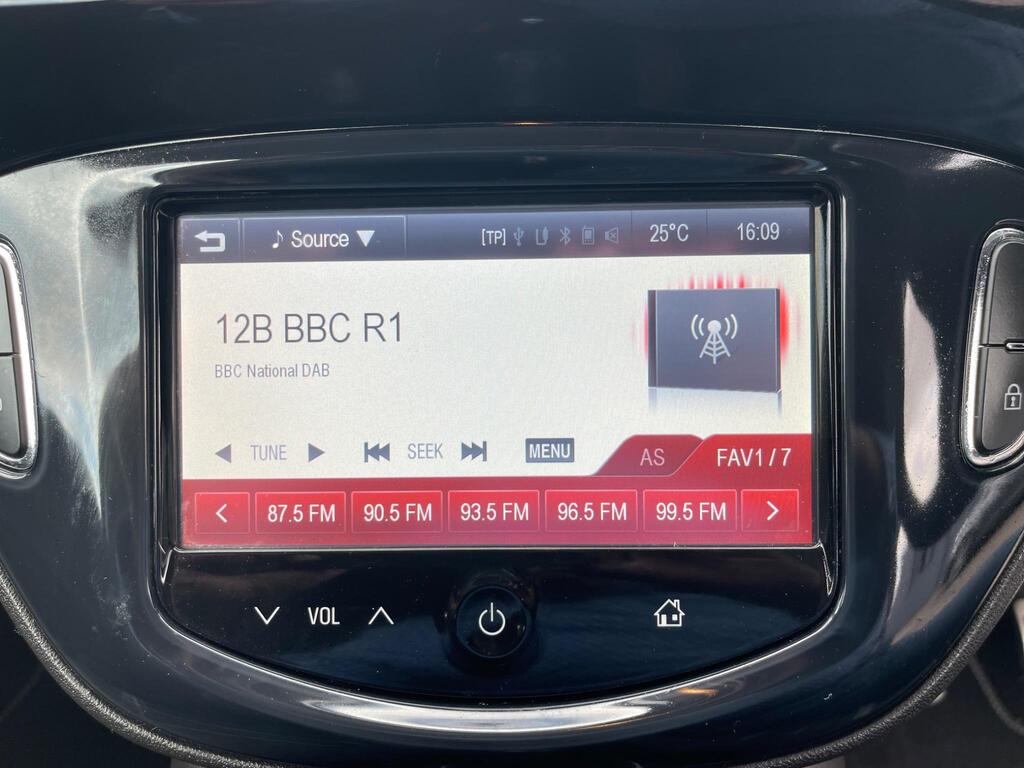 Source
[TP] 25°C 16:09
12B BBC R1
BBC National DAB
TUNE SEEK MENU AS FAV1 / 7
87.5 FM 90.5 FM 93.5 FM 96.5 FM 99.5 FM
VOL